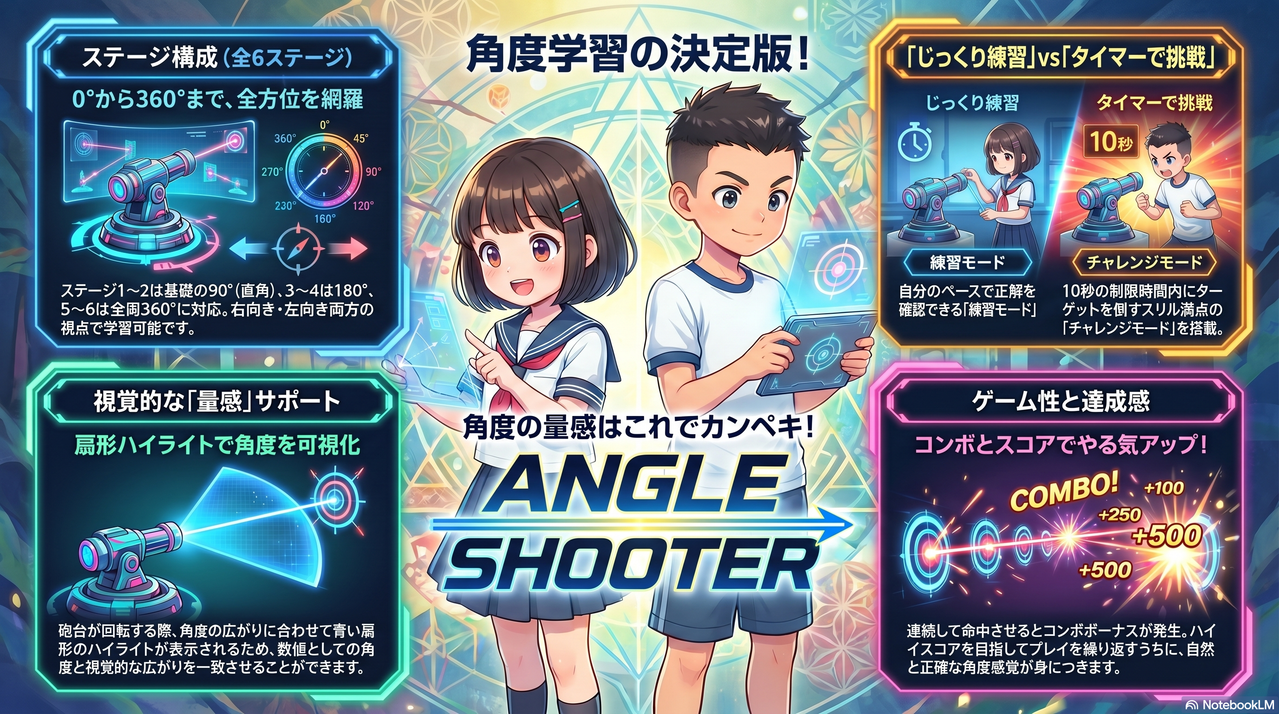 角度学習の決定版!
ステージ構成(全6ステージ)
0°から360°まで、全方位を網羅
0°
45°
90°
120°
160°
230°
270°
360°
ステージ1〜2は基礎の90°(直角)、3〜4は180°、
5〜6は全周360°に対応。右向き・左向き両方の
視点で学習可能です。
「じっくり練習」vs「タイマーで挑戦」
じっくり練習
タイマーで挑戦
10秒
練習モード
チャレンジモード
自分のペースで正解を
確認できる「練習モード」
10秒の制限時間内にター
ゲットを倒すスリル満点の
「チャレンジモード」を搭載。
視覚的な「量感」サポート
扇形ハイライトで角度を可視化
砲台が回転する際、角度の広がりに合わせて青い扇
形のハイライトが表示されるため、数値としての角
度と視覚的な広がりを一致させることができます。
角度の量感はこれでカンペキ!
ANGLE
SHOOTER
ゲーム性と達成感
コンボとスコアでやる気アップ!
COMBO!
+100
+250
+500
+500
連続して命中させるとコンボボーナスが発生。ハイ
イスコアを目指してプレイを繰り返すうちに、自然
と正確な角度感覚が身につきます。
NotebookLM